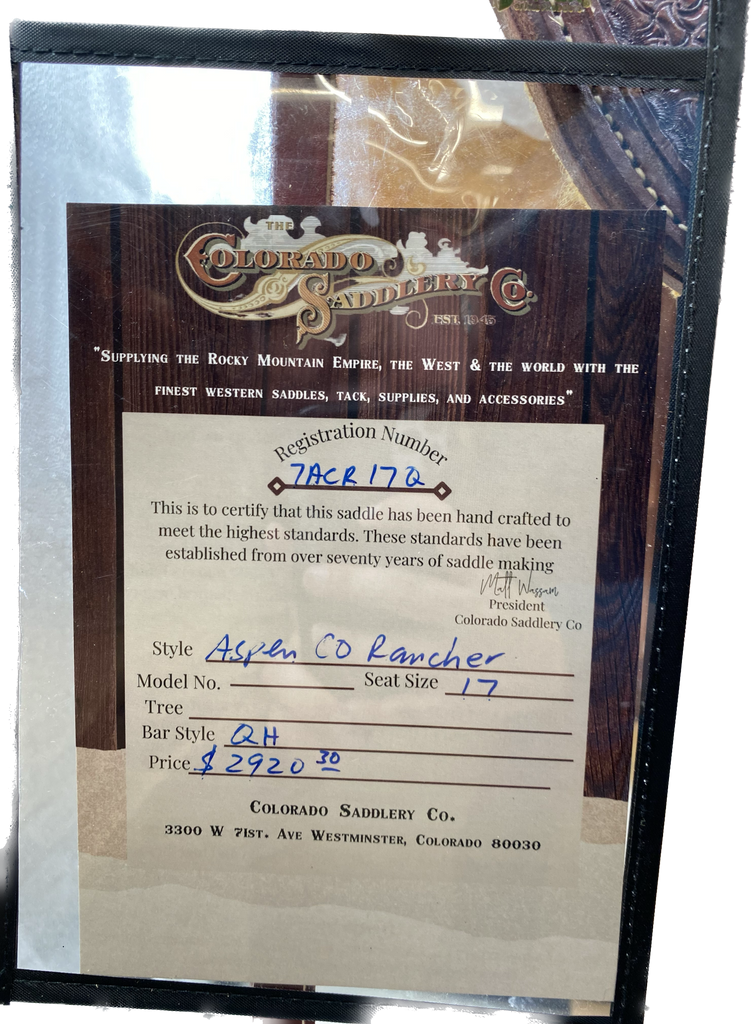 THE
COLORADO
SADDLERY CO.
EST. 1945
"SUPPLYING THE ROCKY MOUNTAIN EMPIRE, THE WEST & THE WORLD WITH THE
FINEST WESTERN SADDLES, TACK, SUPPLIES, AND ACCESSORIES"
Registration Number
7ACR17Q
This is to certify that this saddle has been hand crafted to
meet the highest standards. These standards have been
established from over seventy years of saddle making
Matt Wassam
President
Colorado Saddlery Co
Style Aspen CO Rancher
Model No. Seat Size 17
Tree
Bar Style QH
Price $2920 30
COLORADO SADDLERY CO.
3300 W 71ST. AVE WESTMINSTER, COLORADO 80030